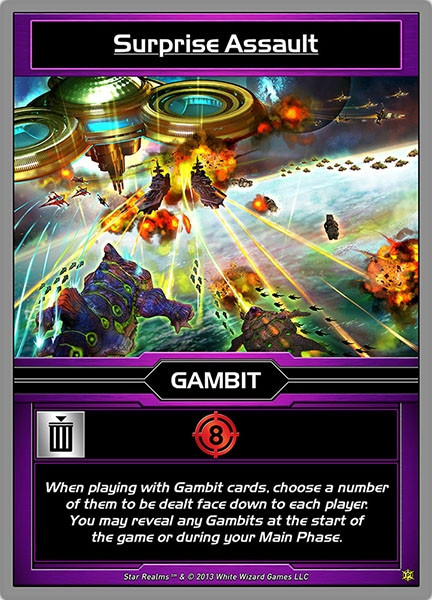 Surprise Assault
GAMBIT
8
When playing with Gambit cards, choose a number
of them to be dealt face down to each player.
You may reveal any Gambits at the start of
the game or during your Main Phase.
Star Realms™ & © 2013 White Wizard Games LLC